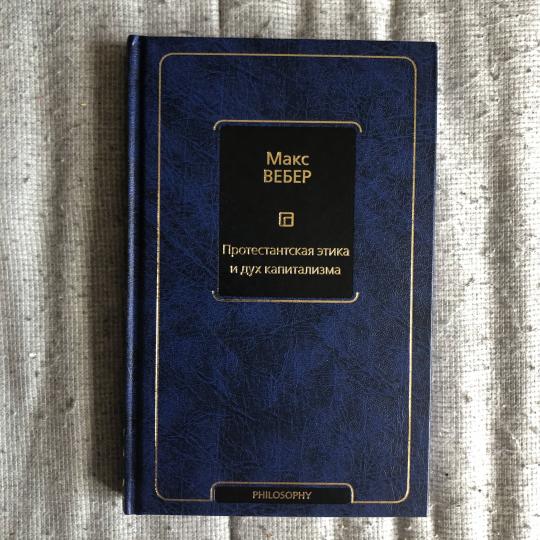 Макс
ВЕБЕР
Протестантская этика
и дух капитализма
PHILOSOPHY